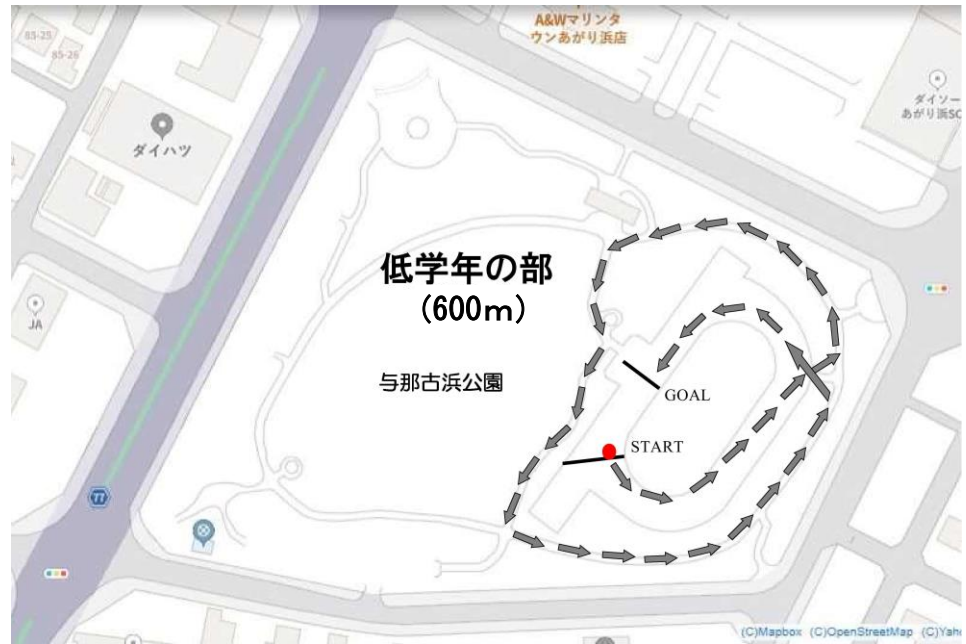 A&Wマリンタ
ウンあがり浜店
85-25
85-26
ダイハツ
ダイソー
あがり浜SC
低学年の部
(600m)
JA
与那古浜公園
GOAL
START
77
(C)Mapbox (C)OpenStreetMap (C)Yah